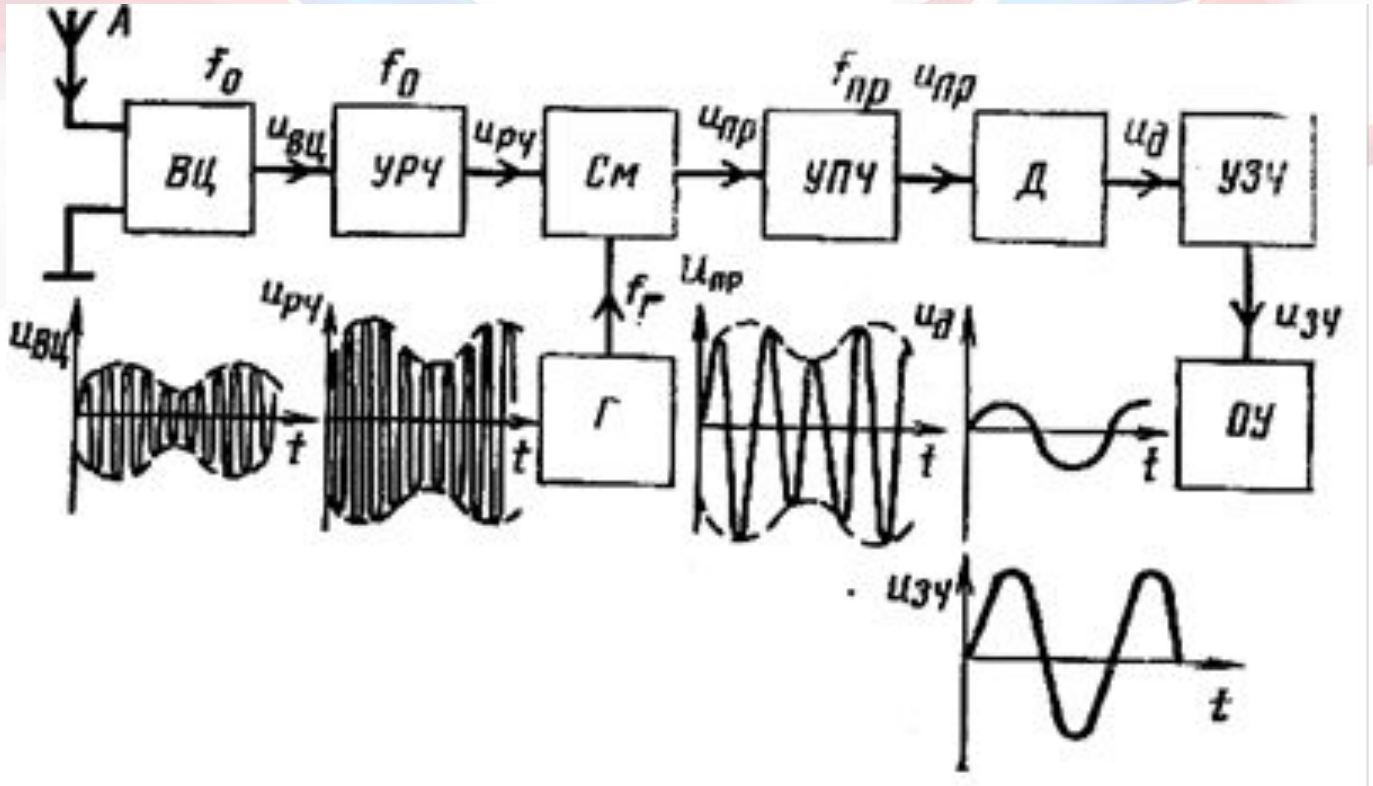 А
f₀
f₀
fпр
uпр
ВЦ
uВЦ
УРЧ
uРЧ
См
uпр
УПЧ
Д
uд
УЗЧ
fг
Г
uзч
ОУ
uВЦ
t
uРЧ
t
Uпр
t
uд
t
uзч
t